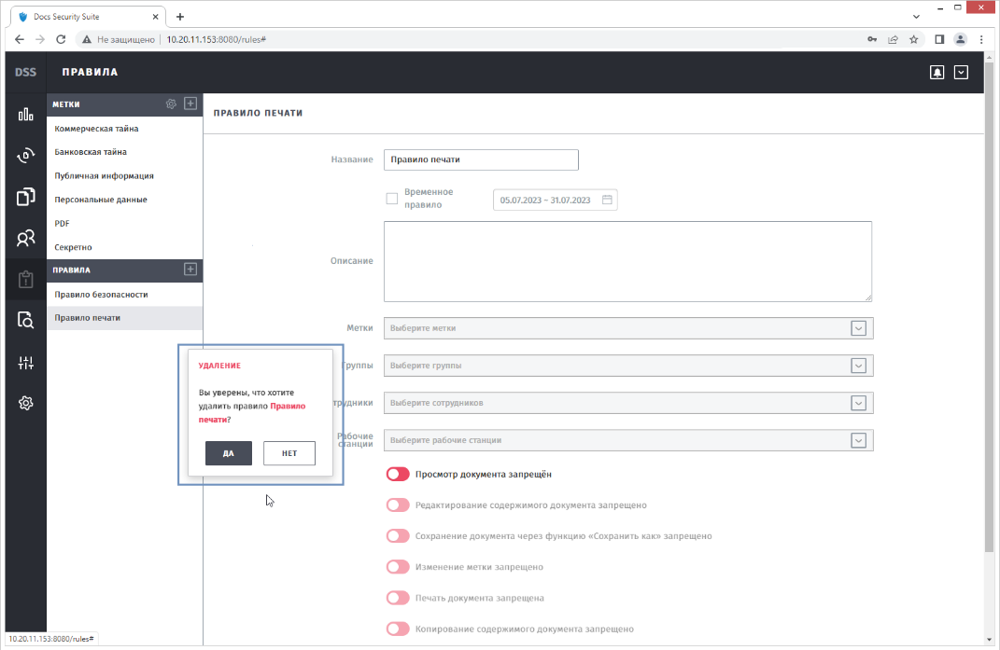 Docs Security Suite
Не защищено
10.20.11.153:8080/rules#
DSS
ПРАВИЛА
МЕТКИ
Коммерческая тайна
Банковская тайна
Публичная информация
Персональные данные
PDF
Секретно
ПРАВИЛА
Правило безопасности
Правило печати
ПРАВИЛО ПЕЧАТИ
Название
Правило печати
Временное
правило
05.07.2023 – 31.07.2023
Описание
Метки
Выберите метки
Группы
Выберите группы
трудники
Выберите сотрудников
Рабочие
станции
Выберите рабочие станции
УДАЛЕНИЕ
Вы уверены, что хотите
удалить правило Правило
печати?
ДА
НЕТ
Просмотр документа запрещён
Редактирование содержимого документа запрещено
Сохранение документа через функцию «Сохранить как» запрещено
Изменение метки запрещено
Печать документа запрещена
Копирование содержимого документа запрещено
10.20.11.153:8080/rules#